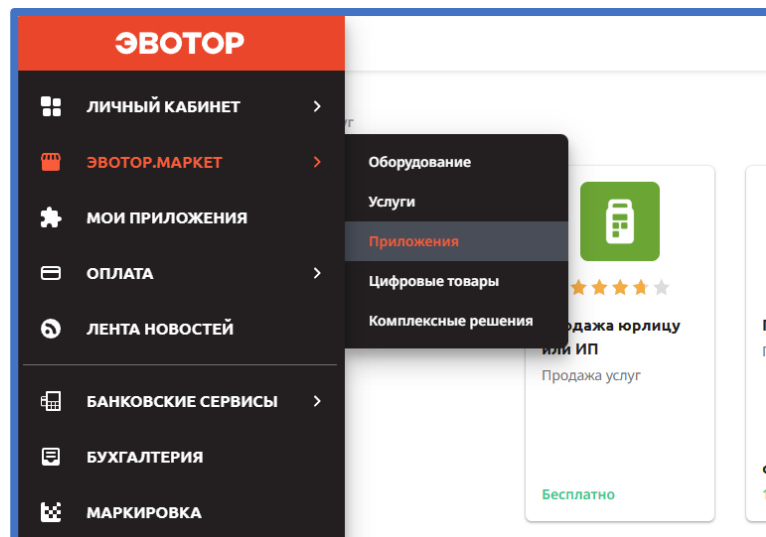 ЭВОТОР
ЛИЧНЫЙ КАБИНЕТ
ЭВОТОР.МАРКЕТ
МОИ ПРИЛОЖЕНИЯ
ОПЛАТА
ЛЕНТА НОВОСТЕЙ
БАНКОВСКИЕ СЕРВИСЫ
БУХГАЛТЕРИЯ
МАРКИРОВКА
Оборудование
Услуги
Приложения
Цифровые товары
Комплексные решения
юрлицу
или ИП
Продажа услуг
Бесплатно